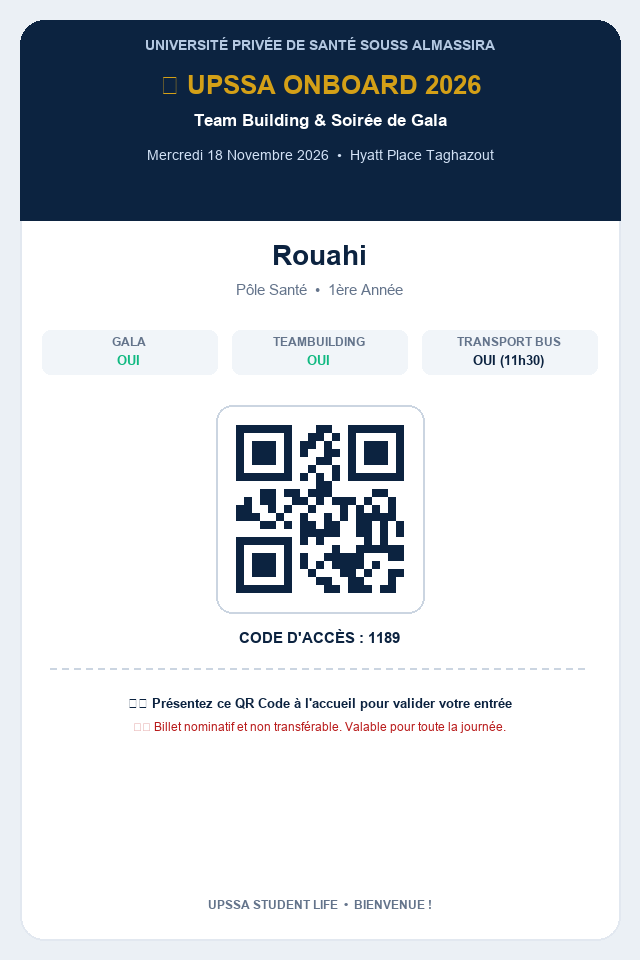 UNIVERSITÉ PRIVÉE DE SANTÉ SOUSS ALMASSIRA
UPSSA ONBOARD 2026
Team Building & Soirée de Gala
Mercredi 18 Novembre 2026 • Hyatt Place Taghazout
Rouahi
Pôle Santé • 1ère Année
GALA
OUI
TEAMBUILDING
OUI
TRANSPORT BUS
OUI (11h30)
CODE D'ACCÈS : 1189
Présentez ce QR Code à l'accueil pour valider votre entrée
Billet nominatif et non transférable. Valable pour toute la journée.
UPSSA STUDENT LIFE • BIENVENUE !